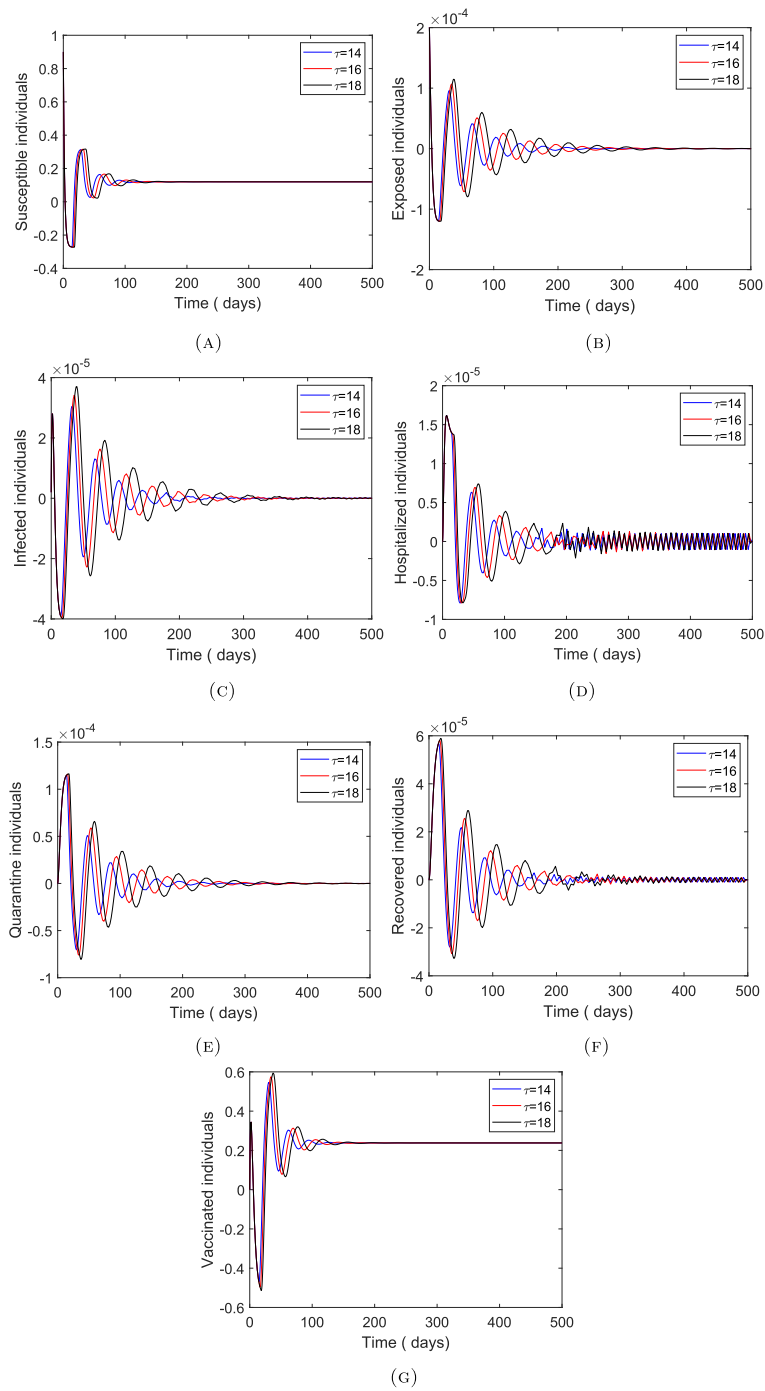 ×10⁻⁴
1
0.8
0.6
0.4
0.2
0
-0.2
-0.4
Susceptible individuals
τ=14
τ=16
τ=18
0 100 200 300 400 500
Time ( days)
(A)
2
1
0
-1
-2
Exposed individuals
τ=14
τ=16
τ=18
0 100 200 300 400 500
Time ( days)
(B)
×10⁻⁵
4
2
0
-2
-4
Infected individuals
τ=14
τ=16
τ=18
0 100 200 300 400 500
Time ( days)
(C)
×10⁻⁵
2
1.5
1
0.5
0
-0.5
-1
Hospitalized individuals
τ=14
τ=16
τ=18
0 100 200 300 400 500
Time ( days)
(D)
×10⁻⁴
1.5
1
0.5
0
-0.5
-1
Quarantine individuals
τ=14
τ=16
τ=18
0 100 200 300 400 500
Time ( days)
(E)
×10⁻⁵
6
4
2
0
-2
-4
Recovered individuals
τ=14
τ=16
τ=18
0 100 200 300 400 500
Time ( days)
(F)
0.6
0.4
0.2
0
-0.2
-0.4
-0.6
Vaccinated individuals
τ=14
τ=16
τ=18
0 100 200 300 400 500
Time ( days)
(G)